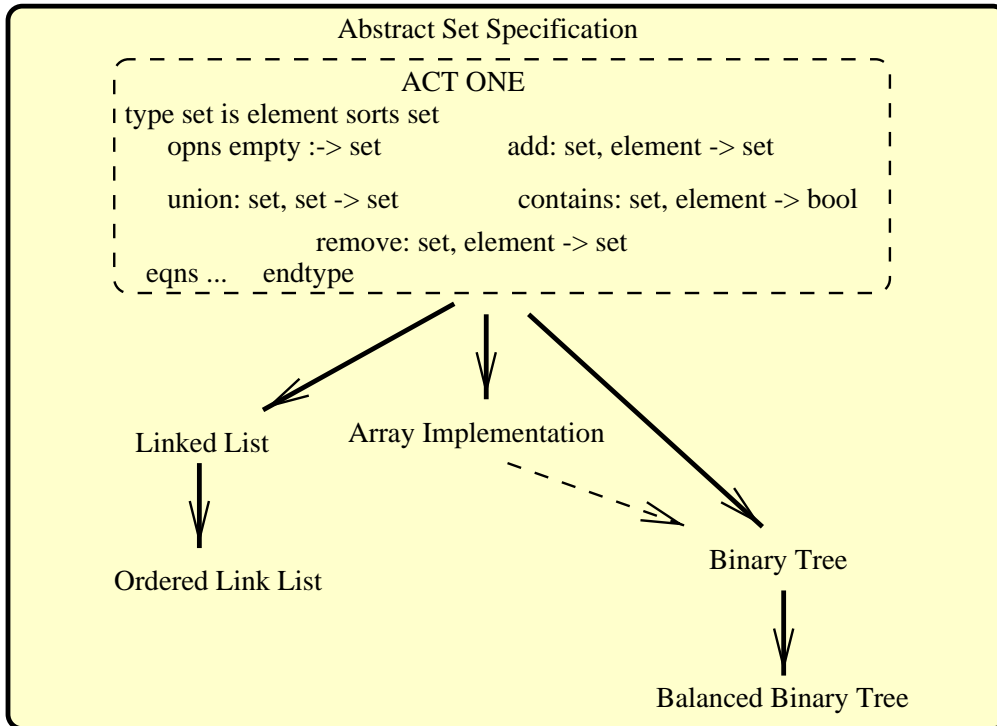 Abstract Set Specification
ACT ONE
type set is element sorts set
opns empty :-> set add: set, element -> set
union: set, set -> set contains: set, element -> bool
remove: set, element -> set
eqns ... endtype
Linked List
Array Implementation
Binary Tree
Ordered Link List
Balanced Binary Tree